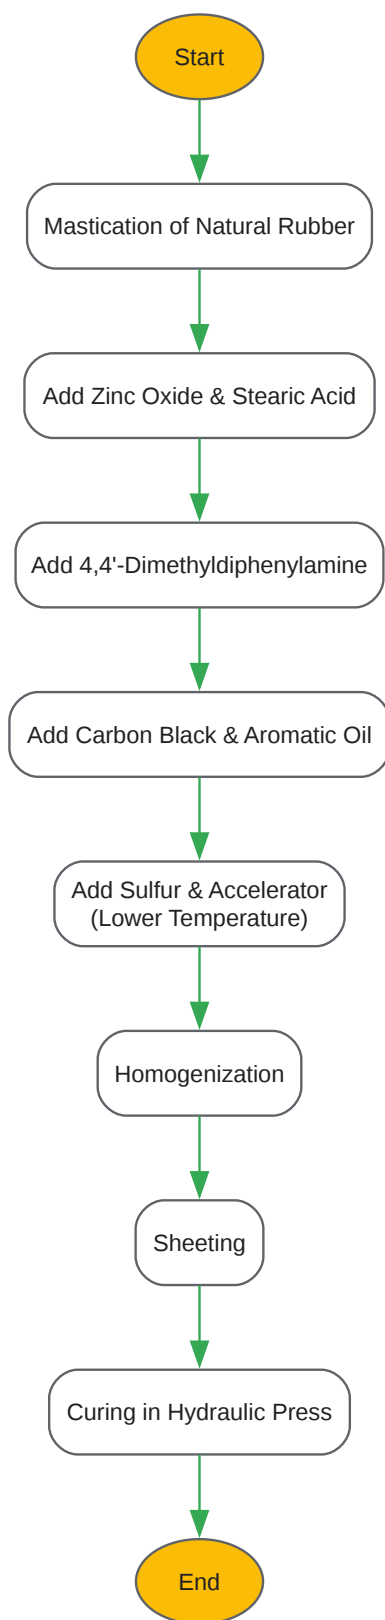 Start
Mastication of Natural Rubber
Add Zinc Oxide & Stearic Acid
Add 4,4'-Dimethyldiphenylamine
Add Carbon Black & Aromatic Oil
Add Sulfur & Accelerator
(Lower Temperature)
Homogenization
Sheeting
Curing in Hydraulic Press
End